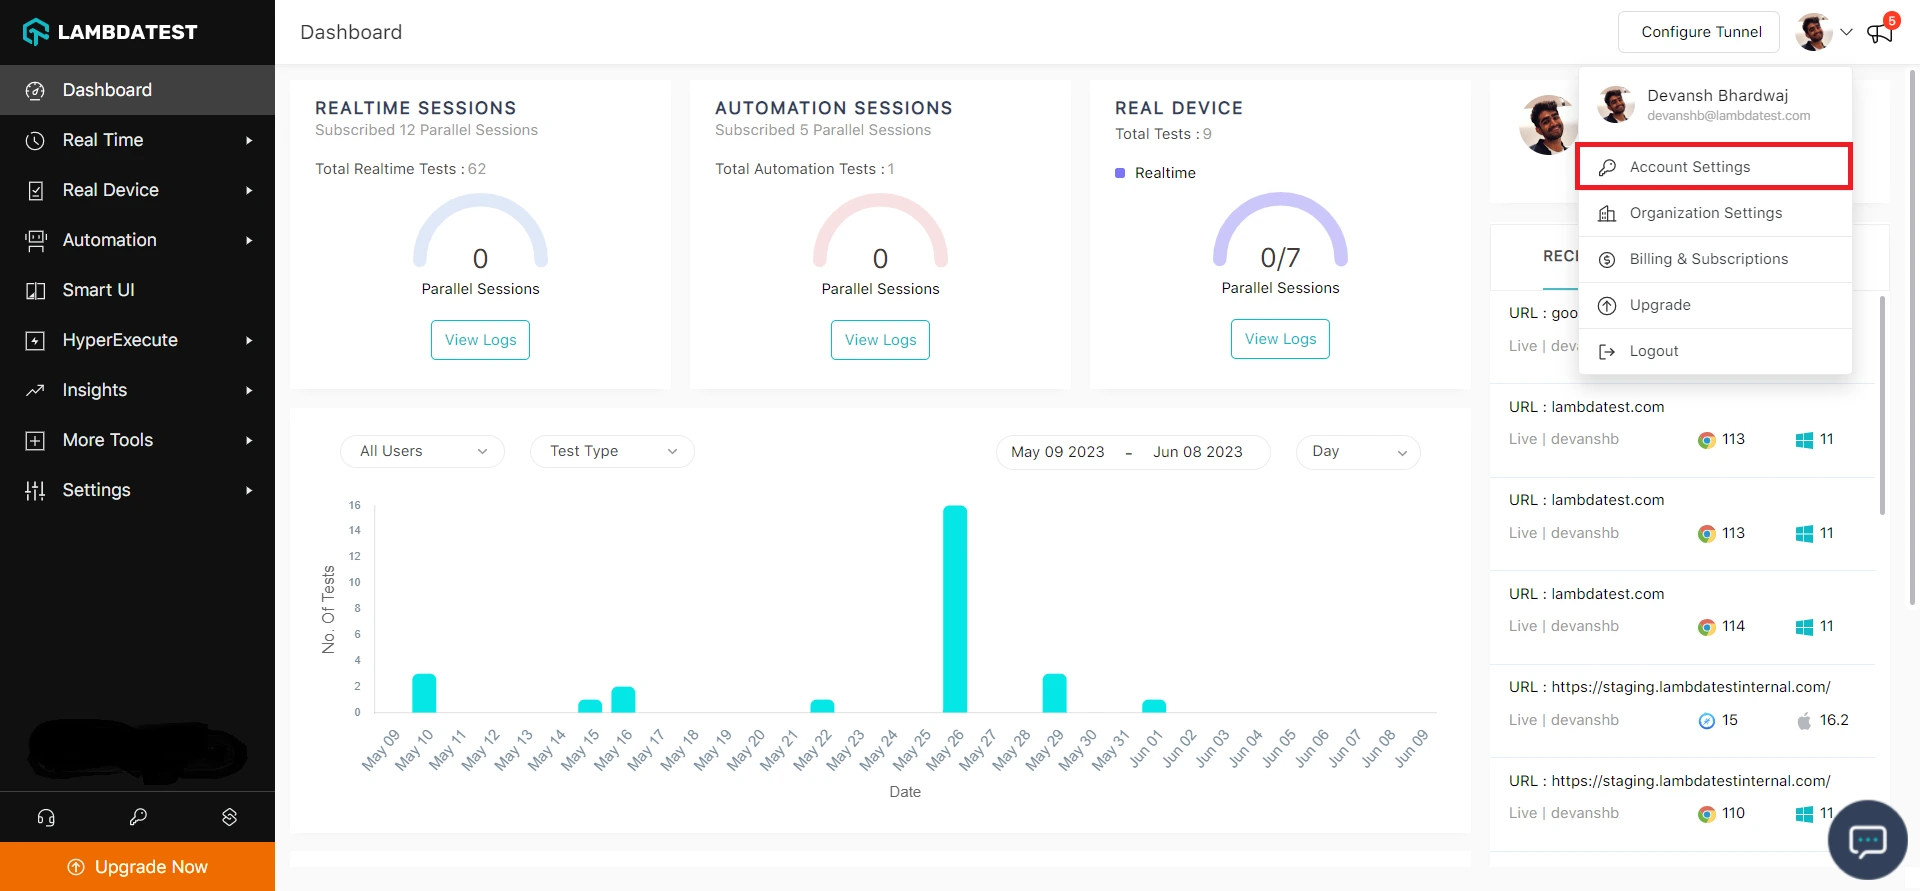 LAMBDATEST
Dashboard
Real Time
Real Device
Automation
Smart UI
HyperExecute
Insights
More Tools
Settings
Upgrade Now
Dashboard
Configure Tunnel
5
REALTIME SESSIONS
Subscribed 12 Parallel Sessions
Total Realtime Tests : 62
0
Parallel Sessions
View Logs
AUTOMATION SESSIONS
Subscribed 5 Parallel Sessions
Total Automation Tests : 1
0
Parallel Sessions
View Logs
REAL DEVICE
Total Tests : 9
Realtime
0/7
Parallel Sessions
View Logs
Devansh Bhardwaj
devanshb@lambdatest.com
Account Settings
Organization Settings
Billing & Subscriptions
Upgrade
Logout
All Users
Test Type
May 09 2023 - Jun 08 2023
Day
No. Of Tests
16
14
12
10
8
6
4
2
0
May 09
May 10
May 11
May 12
May 13
May 14
May 15
May 16
May 17
May 18
May 19
May 20
May 21
May 22
May 23
May 24
May 25
May 26
May 27
May 28
May 29
May 30
May 31
Jun 01
Jun 02
Jun 03
Jun 04
Jun 05
Jun 06
Jun 07
Jun 08
Jun 09
Date
URL : goo
Live |
URL : lambdatest.com
Live | devanshb 113 11
URL : lambdatest.com
Live | devanshb 113 11
URL : lambdatest.com
Live | devanshb 114 11
URL : https://staging.lambdatestinternal.com/
Live | devanshb 15 16.2
URL : https://staging.lambdatestinternal.com/
Live | devanshb 110 11